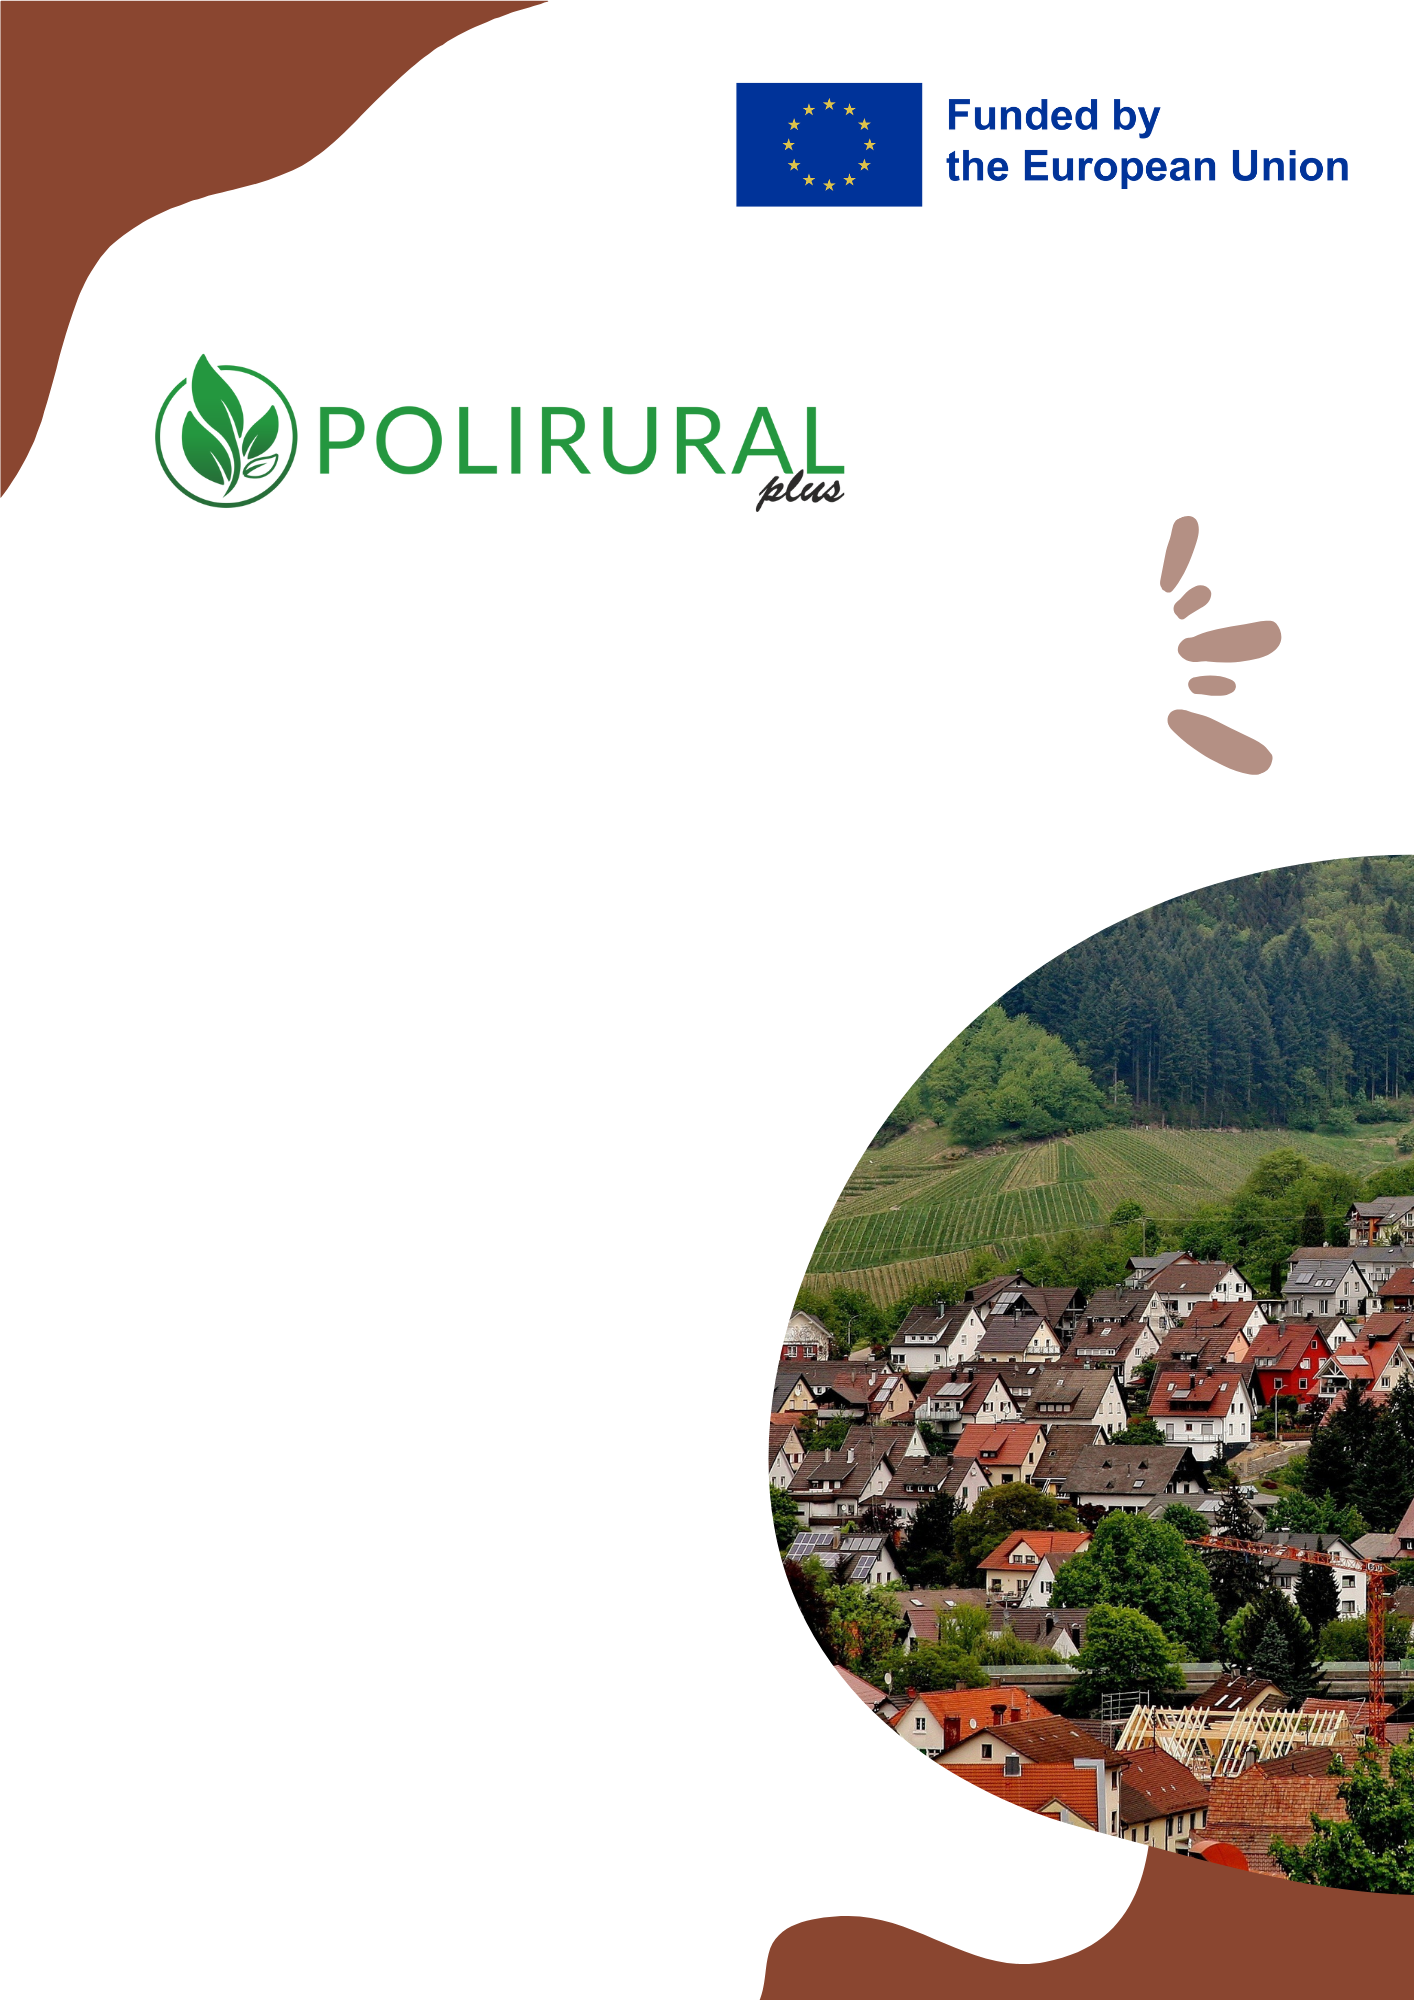 Funded by
the European Union
POLIRURAL
plus